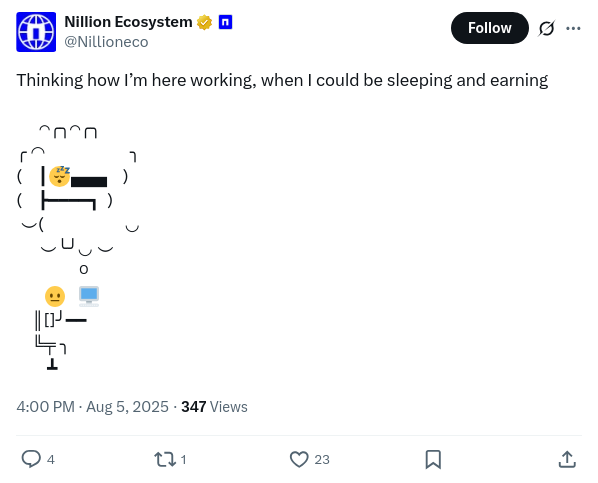 Nillion Ecosystem
@Nillioneco
Follow
Thinking how I’m here working, when I could be sleeping and earning
o
4:00 PM · Aug 5, 2025 · 347 Views
4
1
23